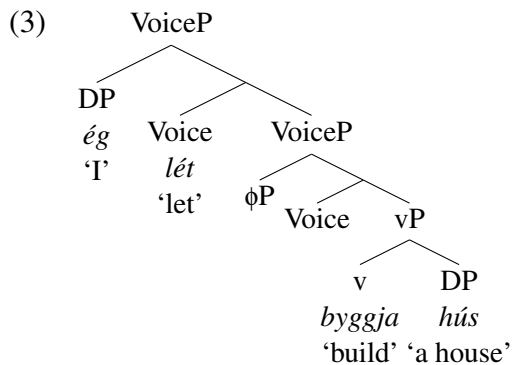 (3) VoiceP
DP
ég Voice VoiceP
‘I’ lét
‘let’ ϕP Voice vP
v DP
byggja hús
‘build’ ‘a house’